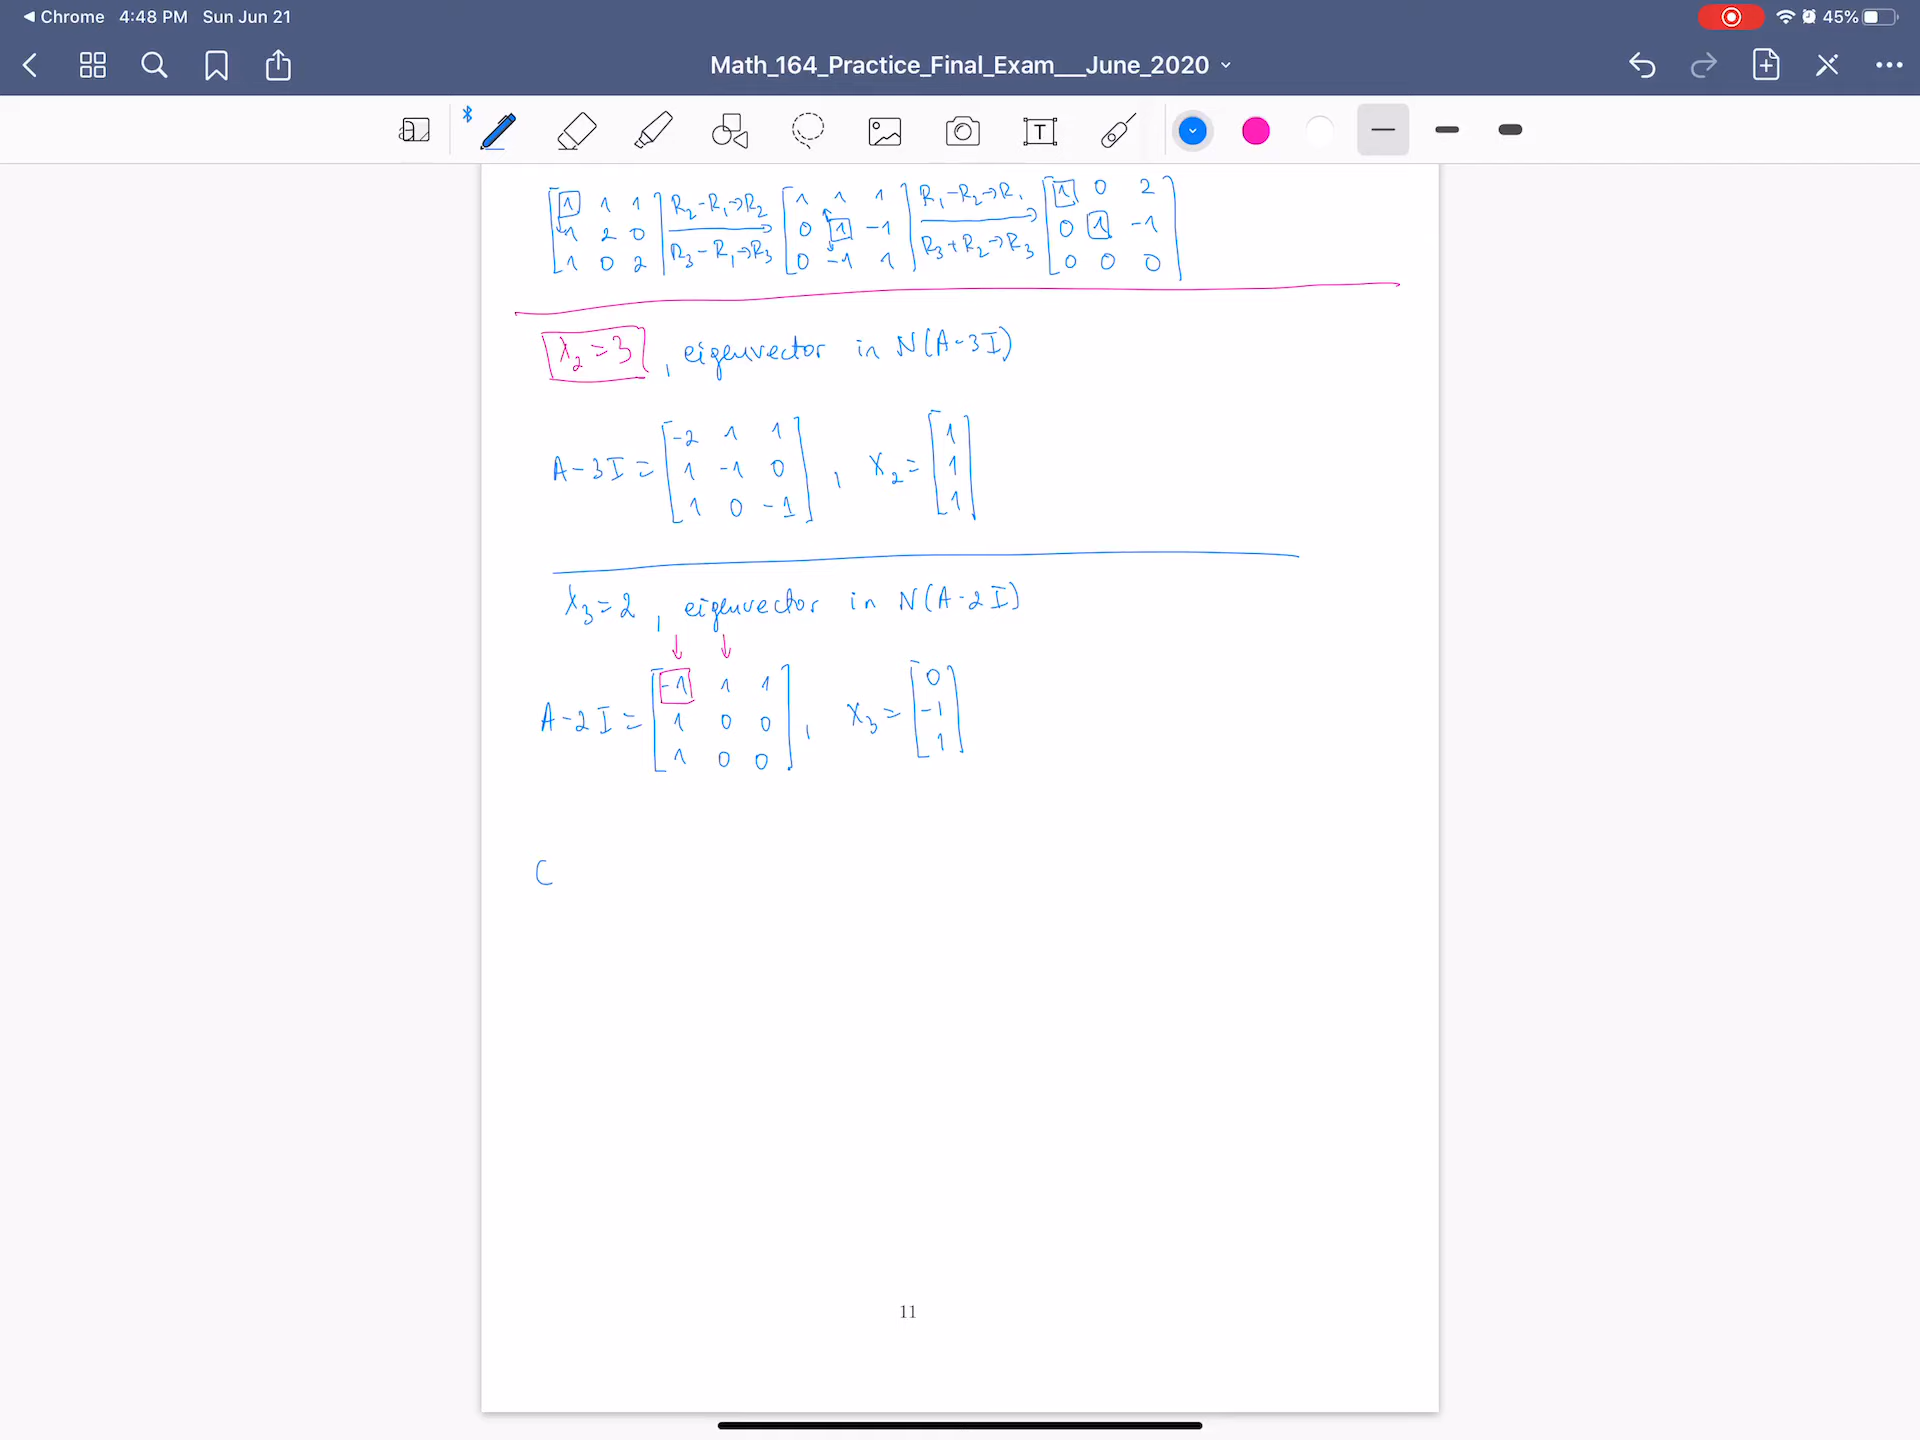 ◀ Chrome 4:48 PM Sun Jun 21 45%
Math_164_Practice_Final_Exam___June_2020
[1 1 1; 1 2 0; 1 0 2] R₂-R₁→R₂ R₃-R₁→R₃ [1 1 1; 0 1 -1; 0 -1 1] R₁-R₂→R₁ R₃+R₂→R₃ [1 0 2; 0 1 -1; 0 0 0]
λ₂=3, eigenvector in N(A-3I)
A-3I = [-2 1 1; 1 -1 0; 1 0 -1], x₂ = [1; 1; 1]
λ₃=2, eigenvector in N(A-2I)
A-2I = [-1 1 1; 1 0 0; 1 0 0], x₃ = [0; -1; 1]
C
11